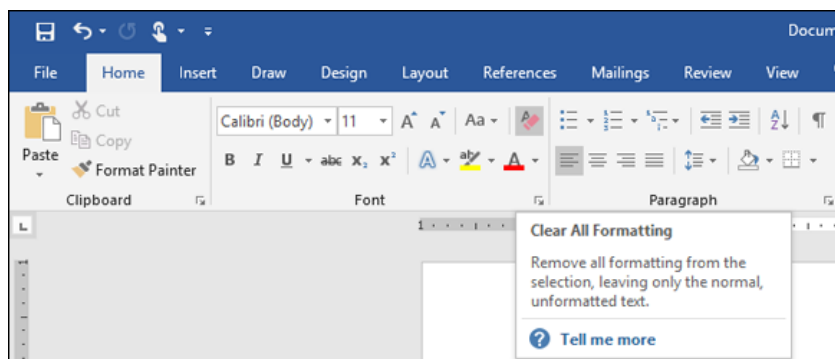 Docum
File Home Insert Draw Design Layout References Mailings Review View
Cut
Copy
Paste
Format Painter
Clipboard
Calibri (Body) 11 A A Aa
B I U abc X₂ X² A aby A
Font
A Z ¶
Paragraph
L
1
Clear All Formatting
Remove all formatting from the
selection, leaving only the normal,
unformatted text.
? Tell me more